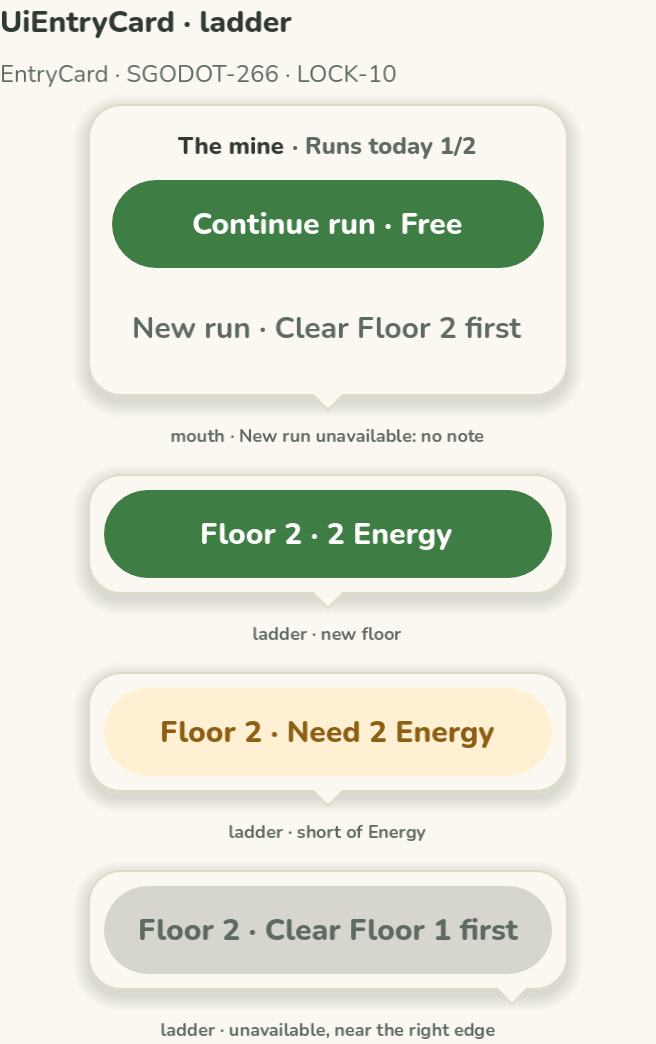 UiEntryCard · ladder
EntryCard · SGODOT-266 · LOCK-10
The mine · Runs today 1/2
Continue run · Free
New run · Clear Floor 2 first
mouth · New run unavailable: no note
Floor 2 · 2 Energy
ladder · new floor
Floor 2 · Need 2 Energy
ladder · short of Energy
Floor 2 · Clear Floor 1 first
ladder · unavailable, near the right edge